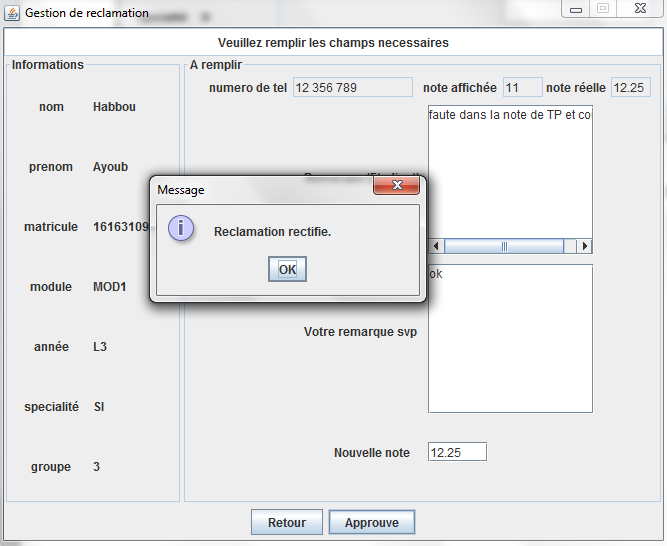 Gestion de reclamation
Veuillez remplir les champs necessaires
Informations
A remplir
numero de tel 12 356 789 note affichée 11 note réelle 12.25
nom Habbou
faute dans la note de TP et co
prenom Ayoub
Message
matricule 16163109
Reclamation rectifie.
OK
module MOD1
ok
Votre remarque svp
année L3
specialité SI
Nouvelle note 12.25
groupe 3
Retour Approuve